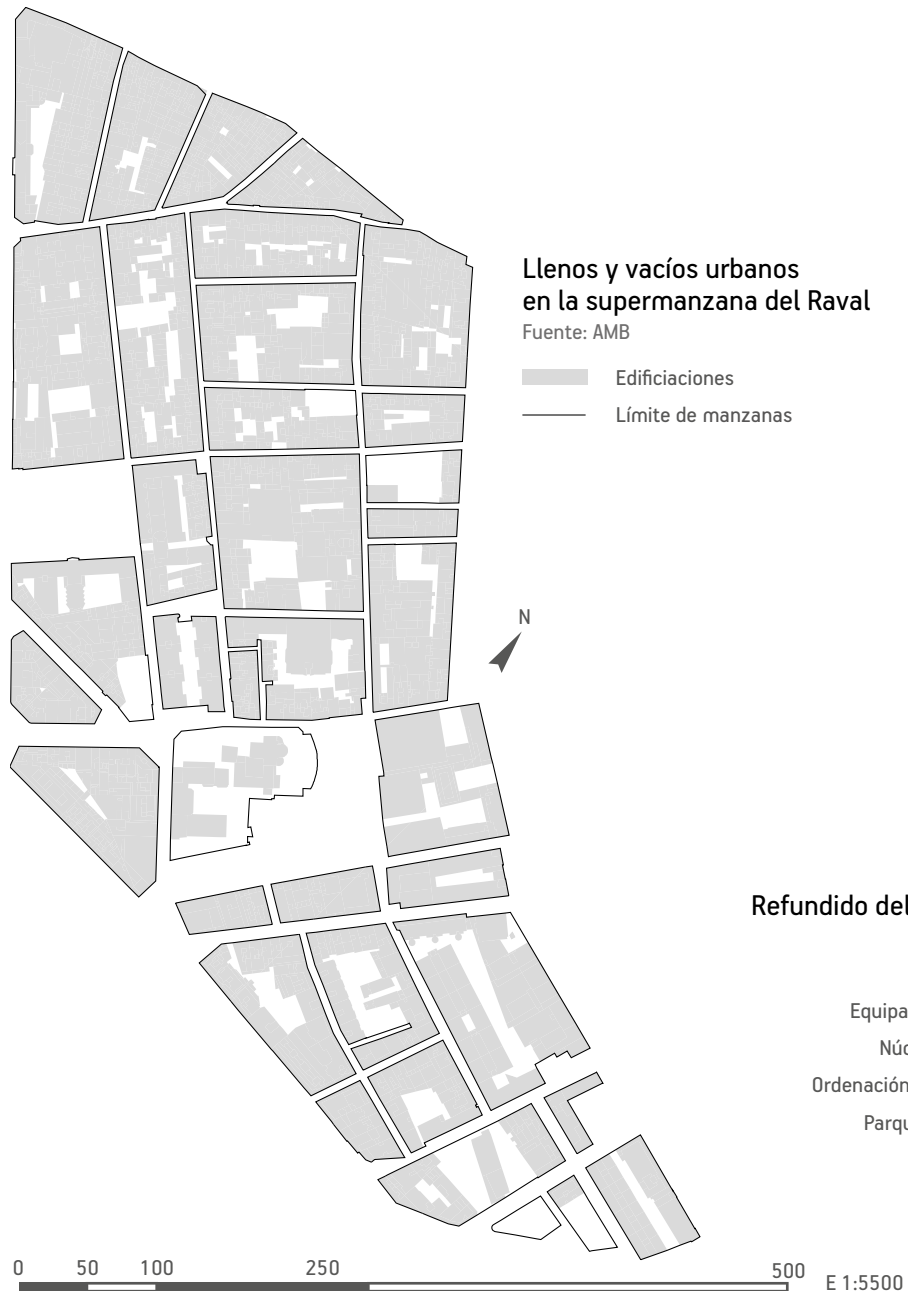 Llenos y vacíos urbanos
en la supermanzana del Raval
Fuente: AMB
Edificiaciones
Límite de manzanas
N
Refundido del
Equipa
Núc
Ordenación
Parqu
0 50 100 250 500 E 1:5500